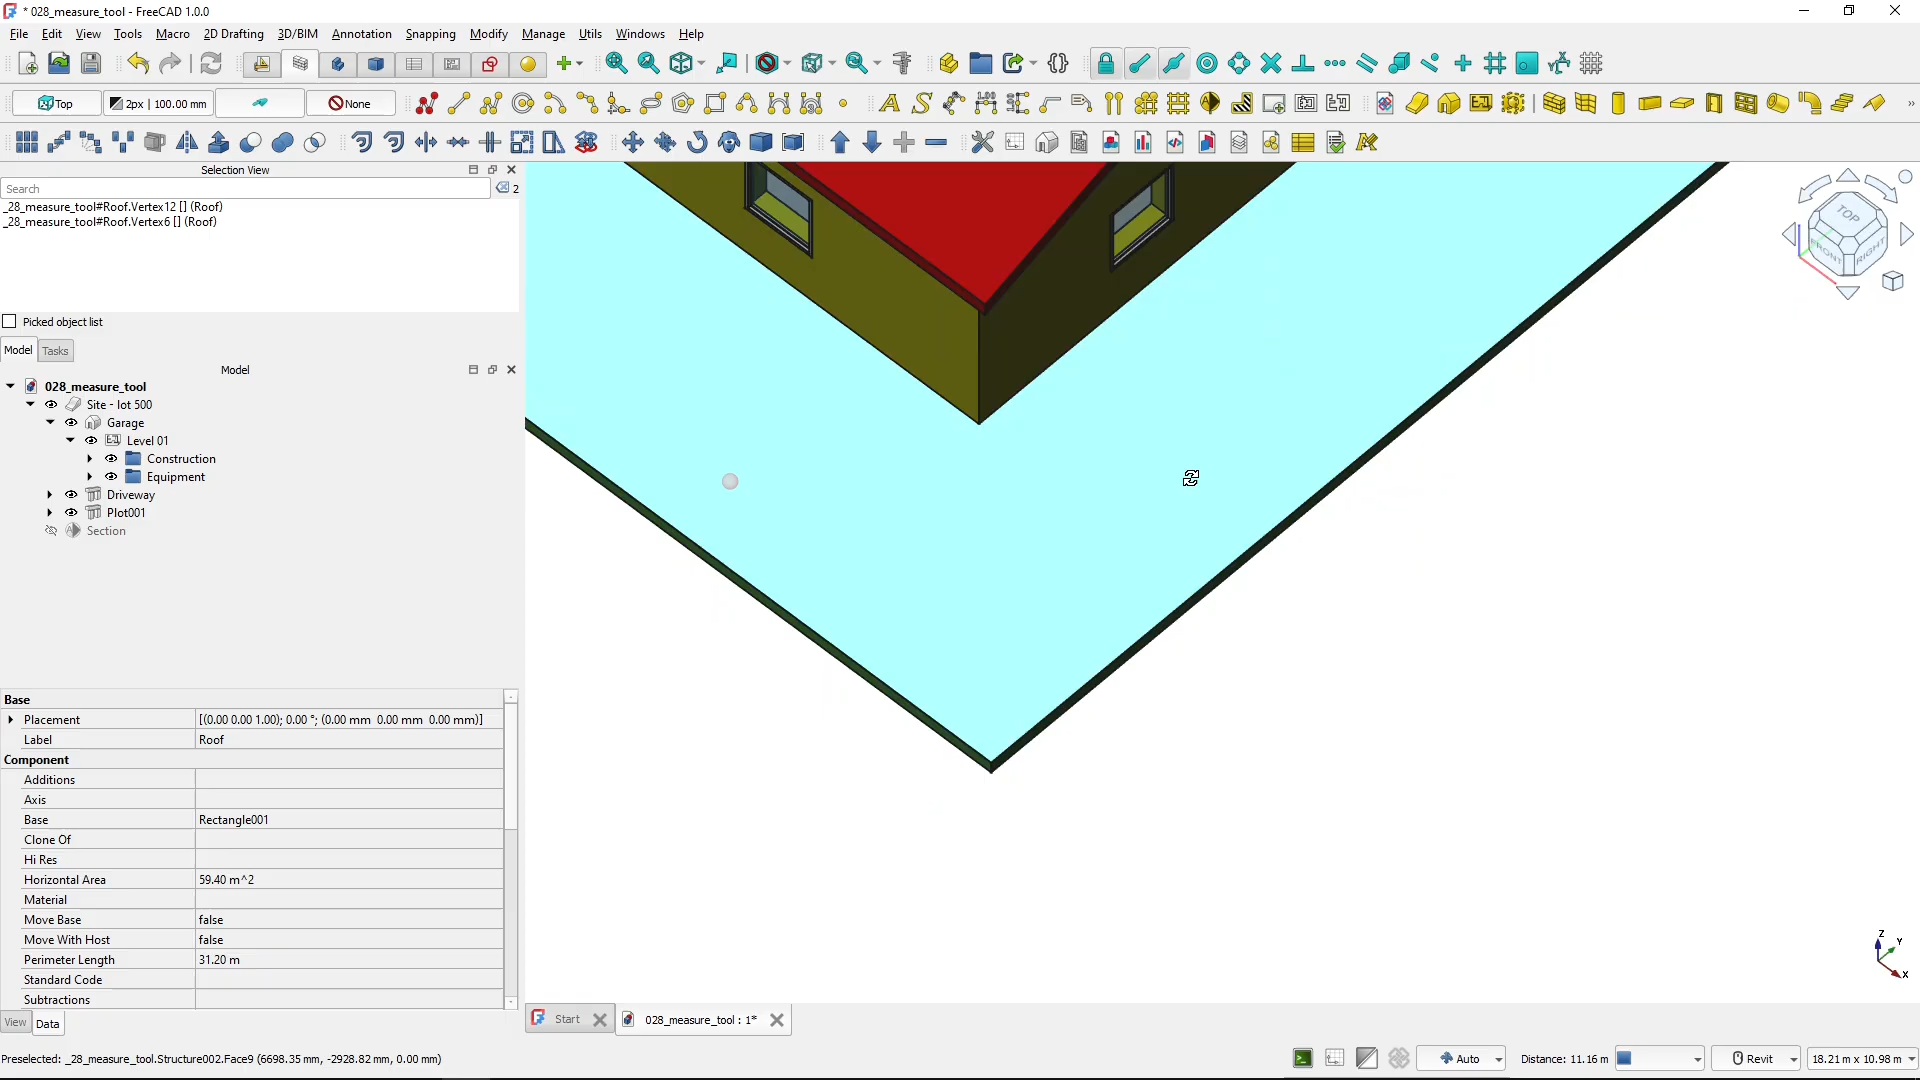 * 028_measure_tool - FreeCAD 1.0.0
File Edit View Tools Macro 2D Drafting 3D/BIM Annotation Snapping Modify Manage Utils Windows Help
Top 2px | 100.00 mm None
Selection View
Search 2
_28_measure_tool#Roof.Vertex12 [] (Roof)
_28_measure_tool#Roof.Vertex6 [] (Roof)
Picked object list
Model Tasks
Model
028_measure_tool
Site - lot 500
Garage
Level 01
Construction
Equipment
Driveway
Plot001
Section
Base
Placement [(0.00 0.00 1.00); 0.00 °; (0.00 mm 0.00 mm 0.00 mm)]
Label Roof
Component
Additions
Axis
Base Rectangle001
Clone Of
Hi Res
Horizontal Area 59.40 m^2
Material
Move Base false
Move With Host false
Perimeter Length 31.20 m
Standard Code
Subtractions
View Data
TOP
FRONT
RIGHT
Z
Y
X
Start 028_measure_tool : 1*
Preselected: _28_measure_tool.Structure002.Face9 (6698.35 mm, -2928.82 mm, 0.00 mm)
Auto Distance: 11.16 m Revit 18.21 m x 10.98 m